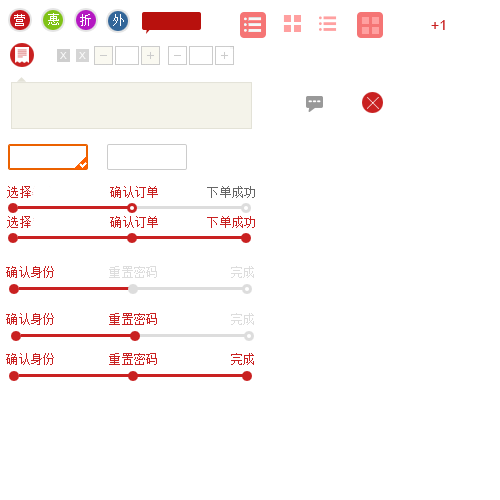 营 惠 折 外
+1
x x − + − +
选择 确认订单 下单成功
选择 确认订单 下单成功
确认身份 重置密码 完成
确认身份 重置密码 完成
确认身份 重置密码 完成